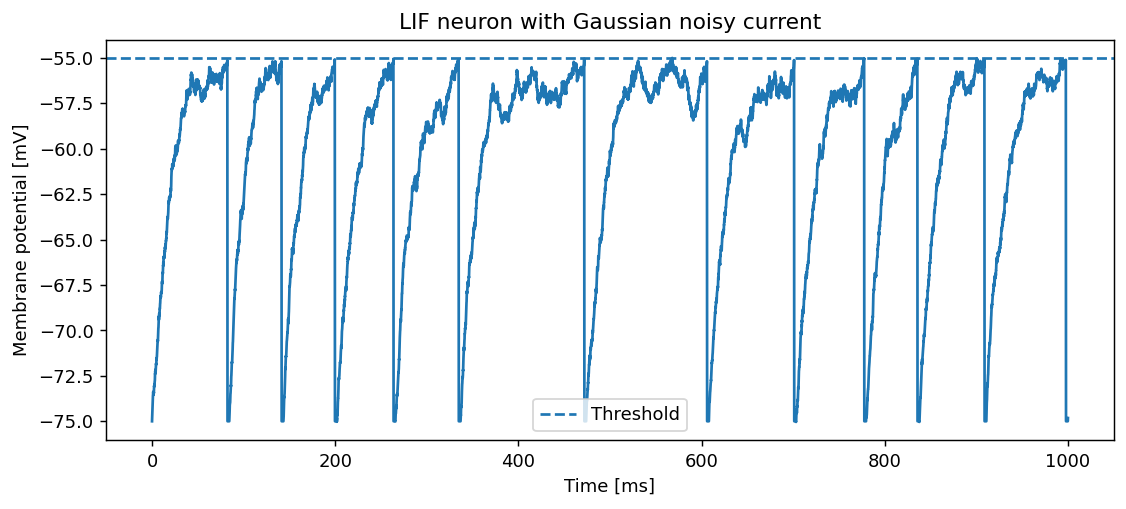 LIF neuron with Gaussian noisy current
Membrane potential [mV]
−55.0
−57.5
−60.0
−62.5
−65.0
−67.5
−70.0
−72.5
−75.0
Threshold
0 200 400 600 800 1000
Time [ms]